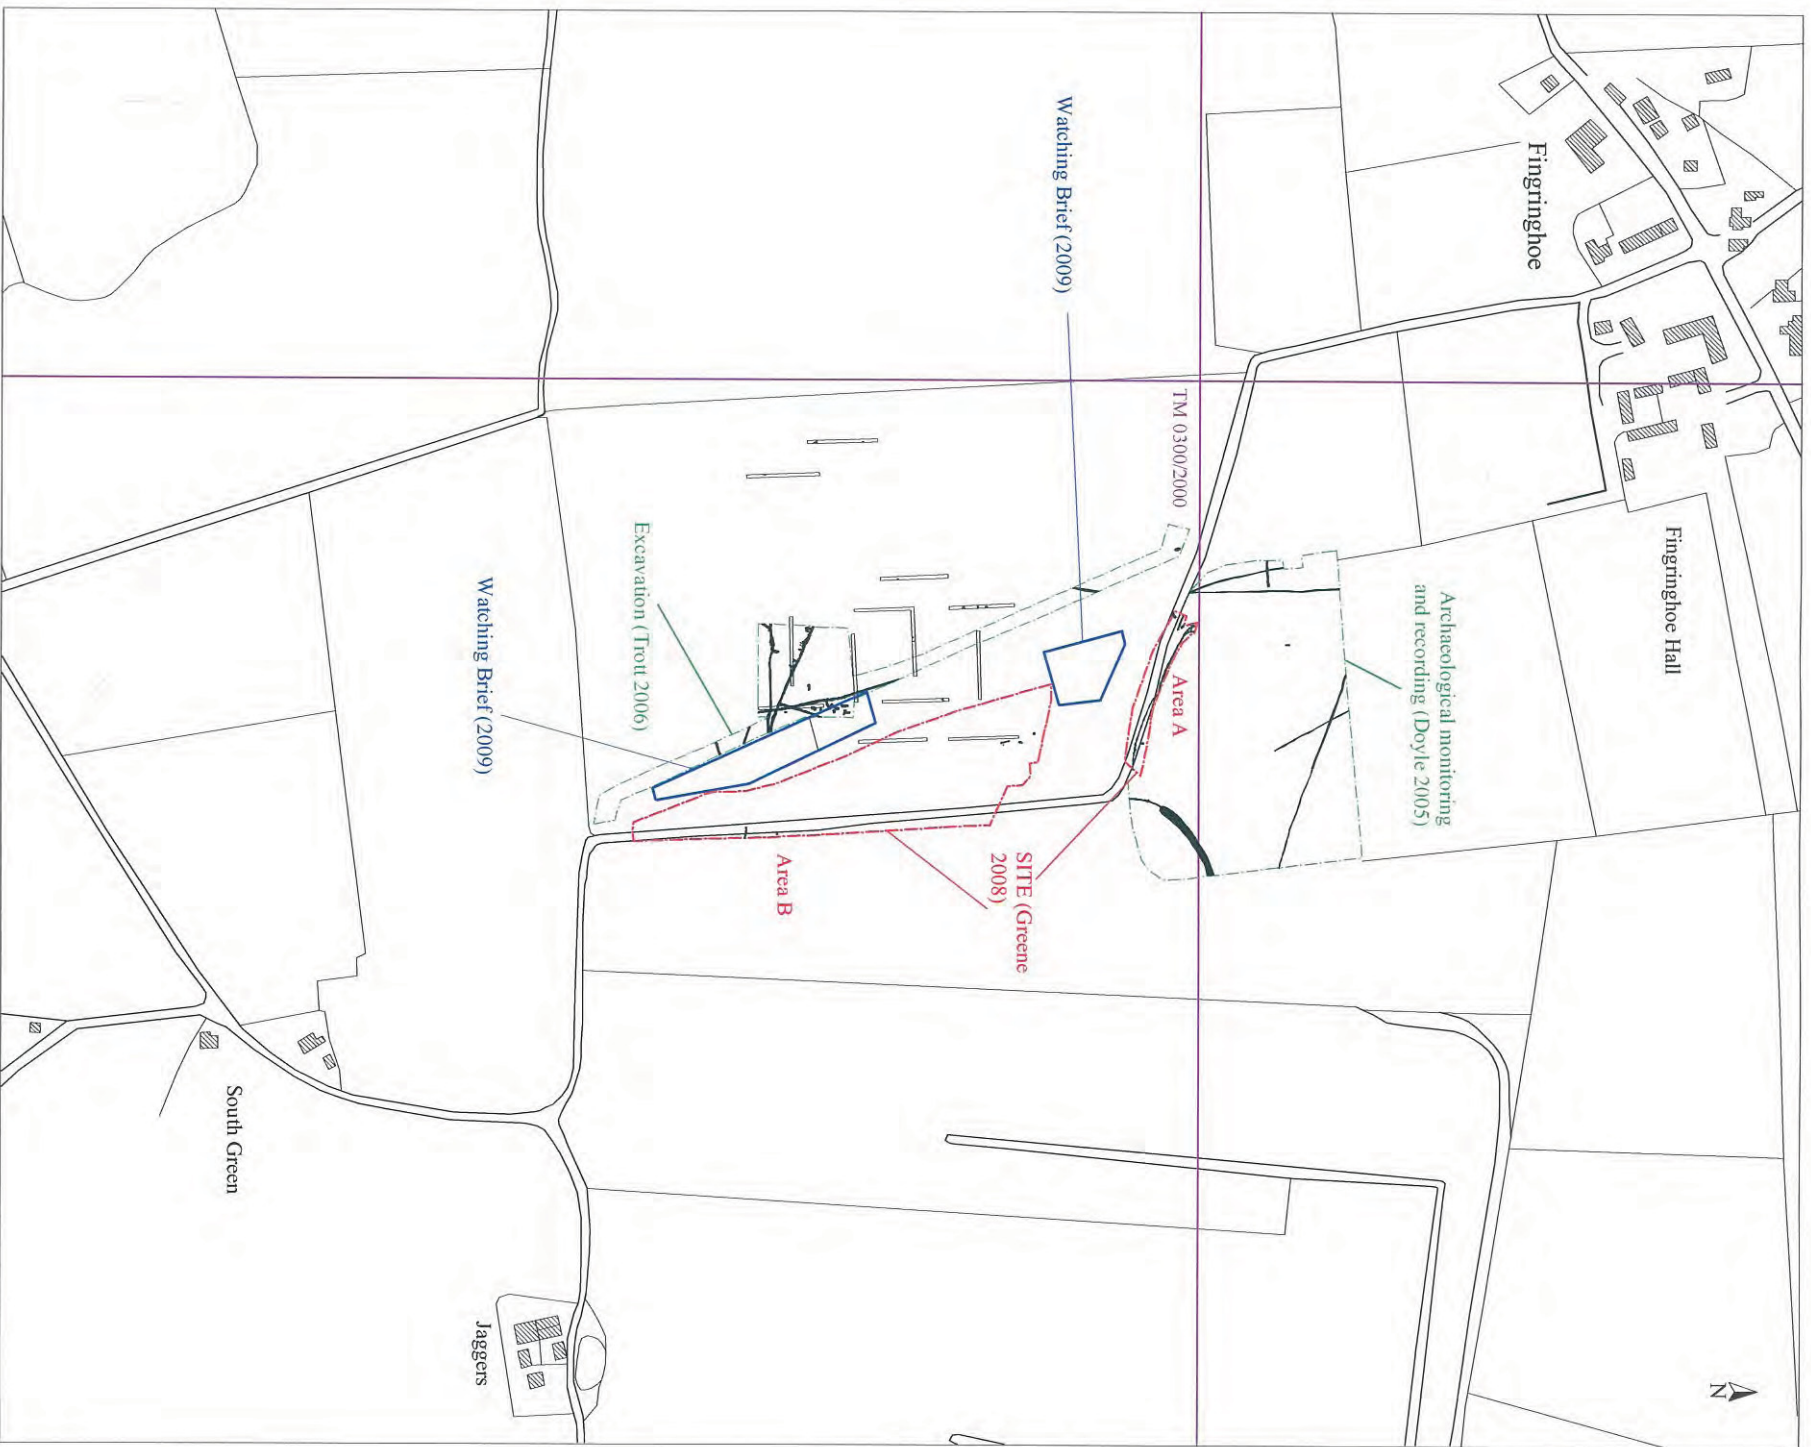 Fingringhoe
Fingringhoe Hall
Archaeological monitoring
and recording (Doyle 2005)
Watching Brief (2009)
TM 0300/2000
Area A
SITE (Greene
2008)
Area B
Excavation (Trott 2006)
Watching Brief (2009)
South Green
Jaggers
N